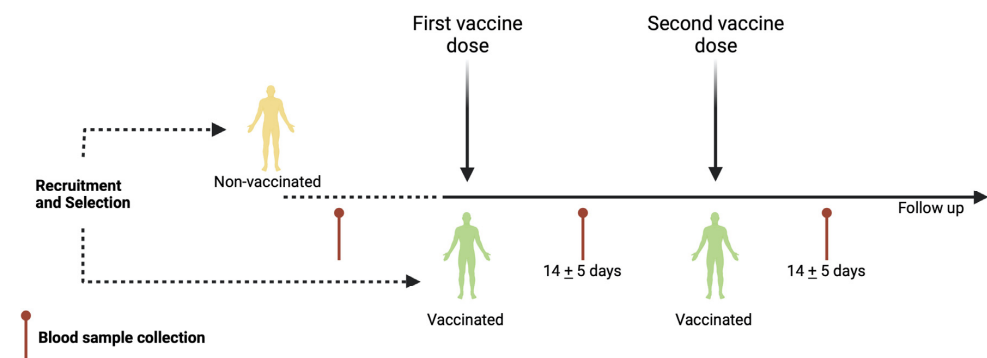 First vaccine
dose
Second vaccine
dose
Non-vaccinated
Recruitment
and Selection
Follow up
14 ± 5 days
14 ± 5 days
Vaccinated
Vaccinated
Blood sample collection